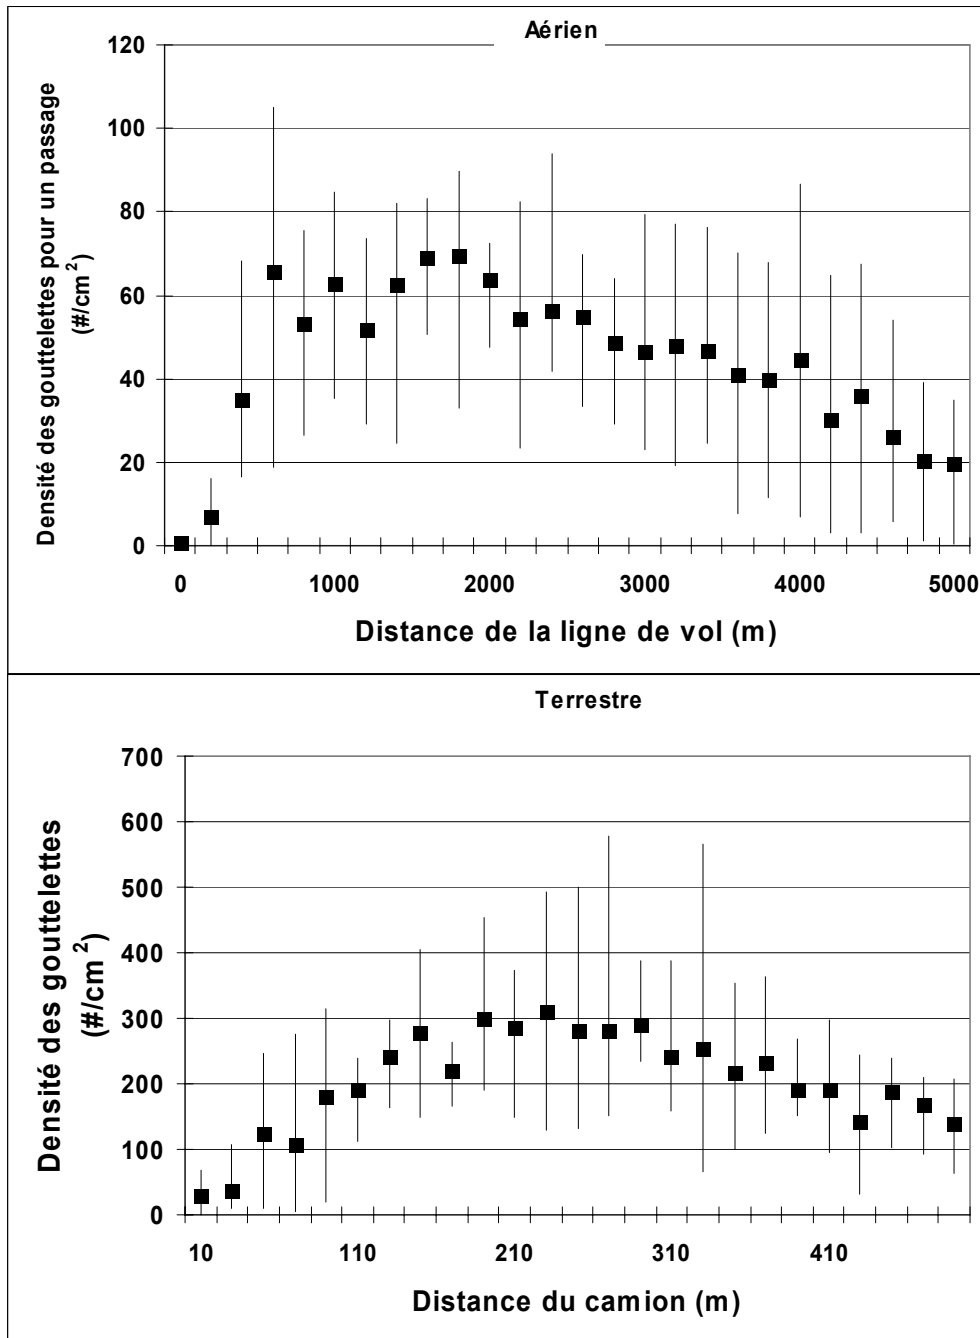 Aérien
Densité des gouttelettes pour un passage
(#/cm²)
120
100
80
60
40
20
0
0 1000 2000 3000 4000 5000
Distance de la ligne de vol (m)
Terrestre
Densité des gouttelettes
(#/cm²)
700
600
500
400
300
200
100
0
10 110 210 310 410
Distance du camion (m)